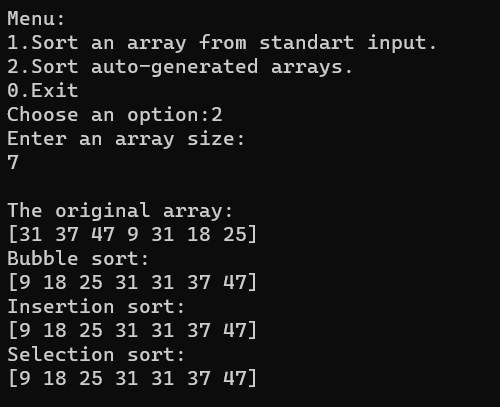 Menu:
1.Sort an array from standart input.
2.Sort auto-generated arrays.
0.Exit
Choose an option:2
Enter an array size:
7
The original array:
[31 37 47 9 31 18 25]
Bubble sort:
[9 18 25 31 31 37 47]
Insertion sort:
[9 18 25 31 31 37 47]
Selection sort:
[9 18 25 31 31 37 47]